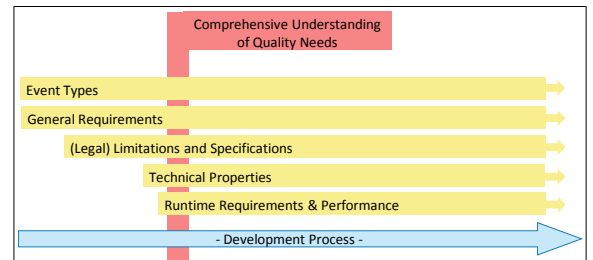 Comprehensive Understanding
of Quality Needs
Event Types
General Requirements
(Legal) Limitations and Specifications
Technical Properties
Runtime Requirements & Performance
- Development Process -